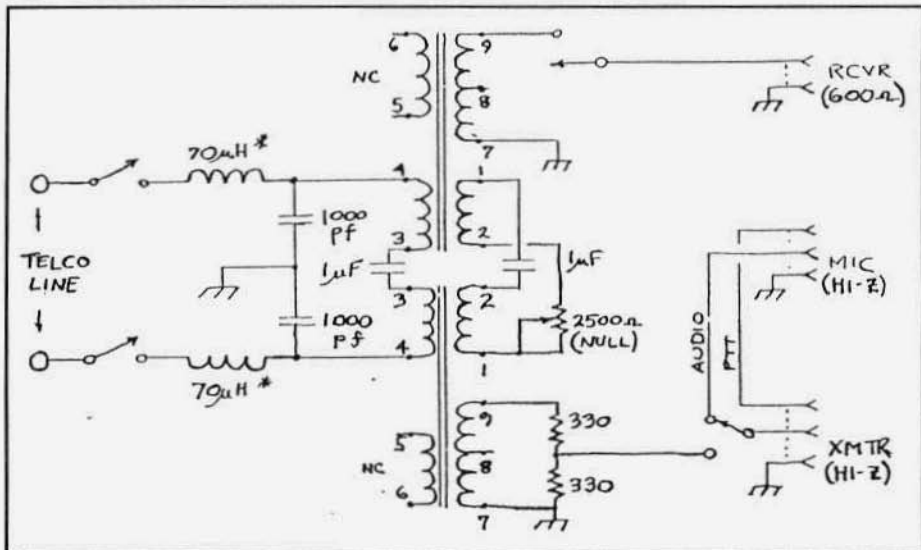 6
9
NC
8
RCVR
(600Ω)
5
7
70μH*
4
1
1000
pf
3
2
TELCO
LINE
1μF
1μF
MIC
(HI-Z)
3
2
1000
pf
2500Ω
(NULL)
4
1
70μH*
AUDIO
PTT
9
330
5
NC
8
XMTR
(HI-Z)
330
6
7